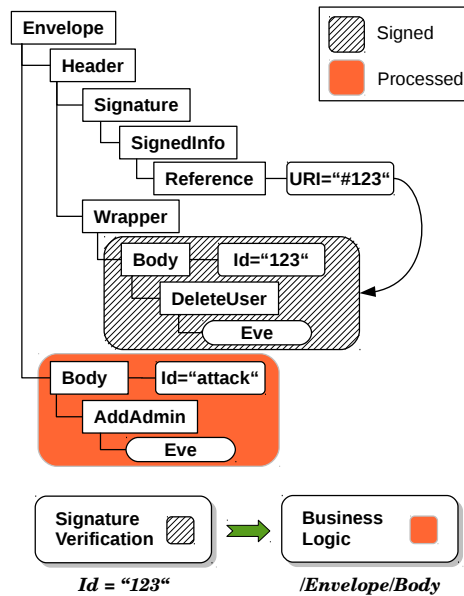 Envelope
Signed
Header
Processed
Signature
SignedInfo
Reference
URI=“#123“
Wrapper
Body
Id=“123“
DeleteUser
Eve
Body
Id=“attack“
AddAdmin
Eve
Signature
Verification
Business
Logic
Id = “123“
/Envelope/Body